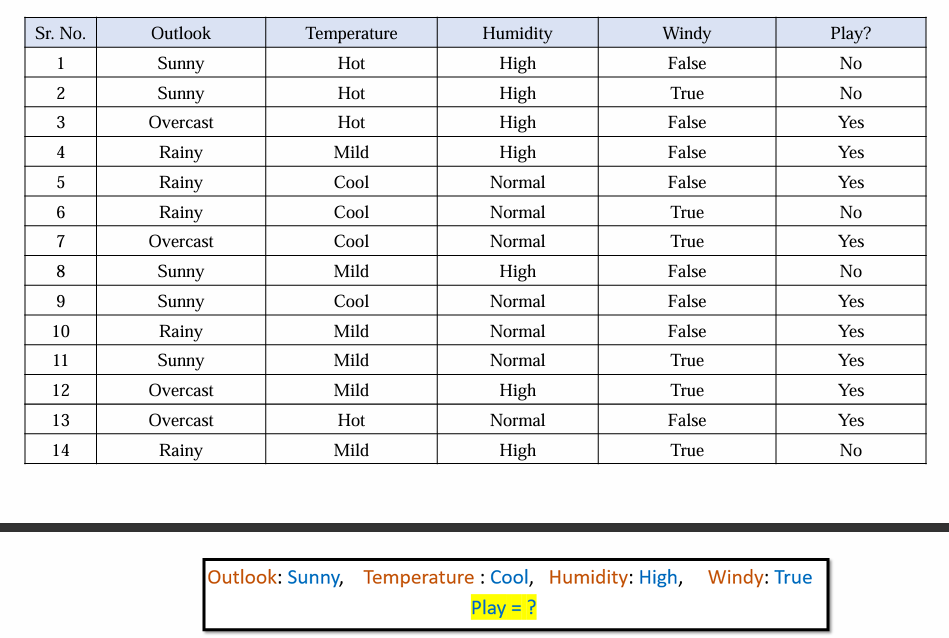 Sr. No. Outlook Temperature Humidity Windy Play?
1 Sunny Hot High False No
2 Sunny Hot High True No
3 Overcast Hot High False Yes
4 Rainy Mild High False Yes
5 Rainy Cool Normal False Yes
6 Rainy Cool Normal True No
7 Overcast Cool Normal True Yes
8 Sunny Mild High False No
9 Sunny Cool Normal False Yes
10 Rainy Mild Normal False Yes
11 Sunny Mild Normal True Yes
12 Overcast Mild High True Yes
13 Overcast Hot Normal False Yes
14 Rainy Mild High True No
Outlook: Sunny, Temperature : Cool, Humidity: High, Windy: True
Play = ?